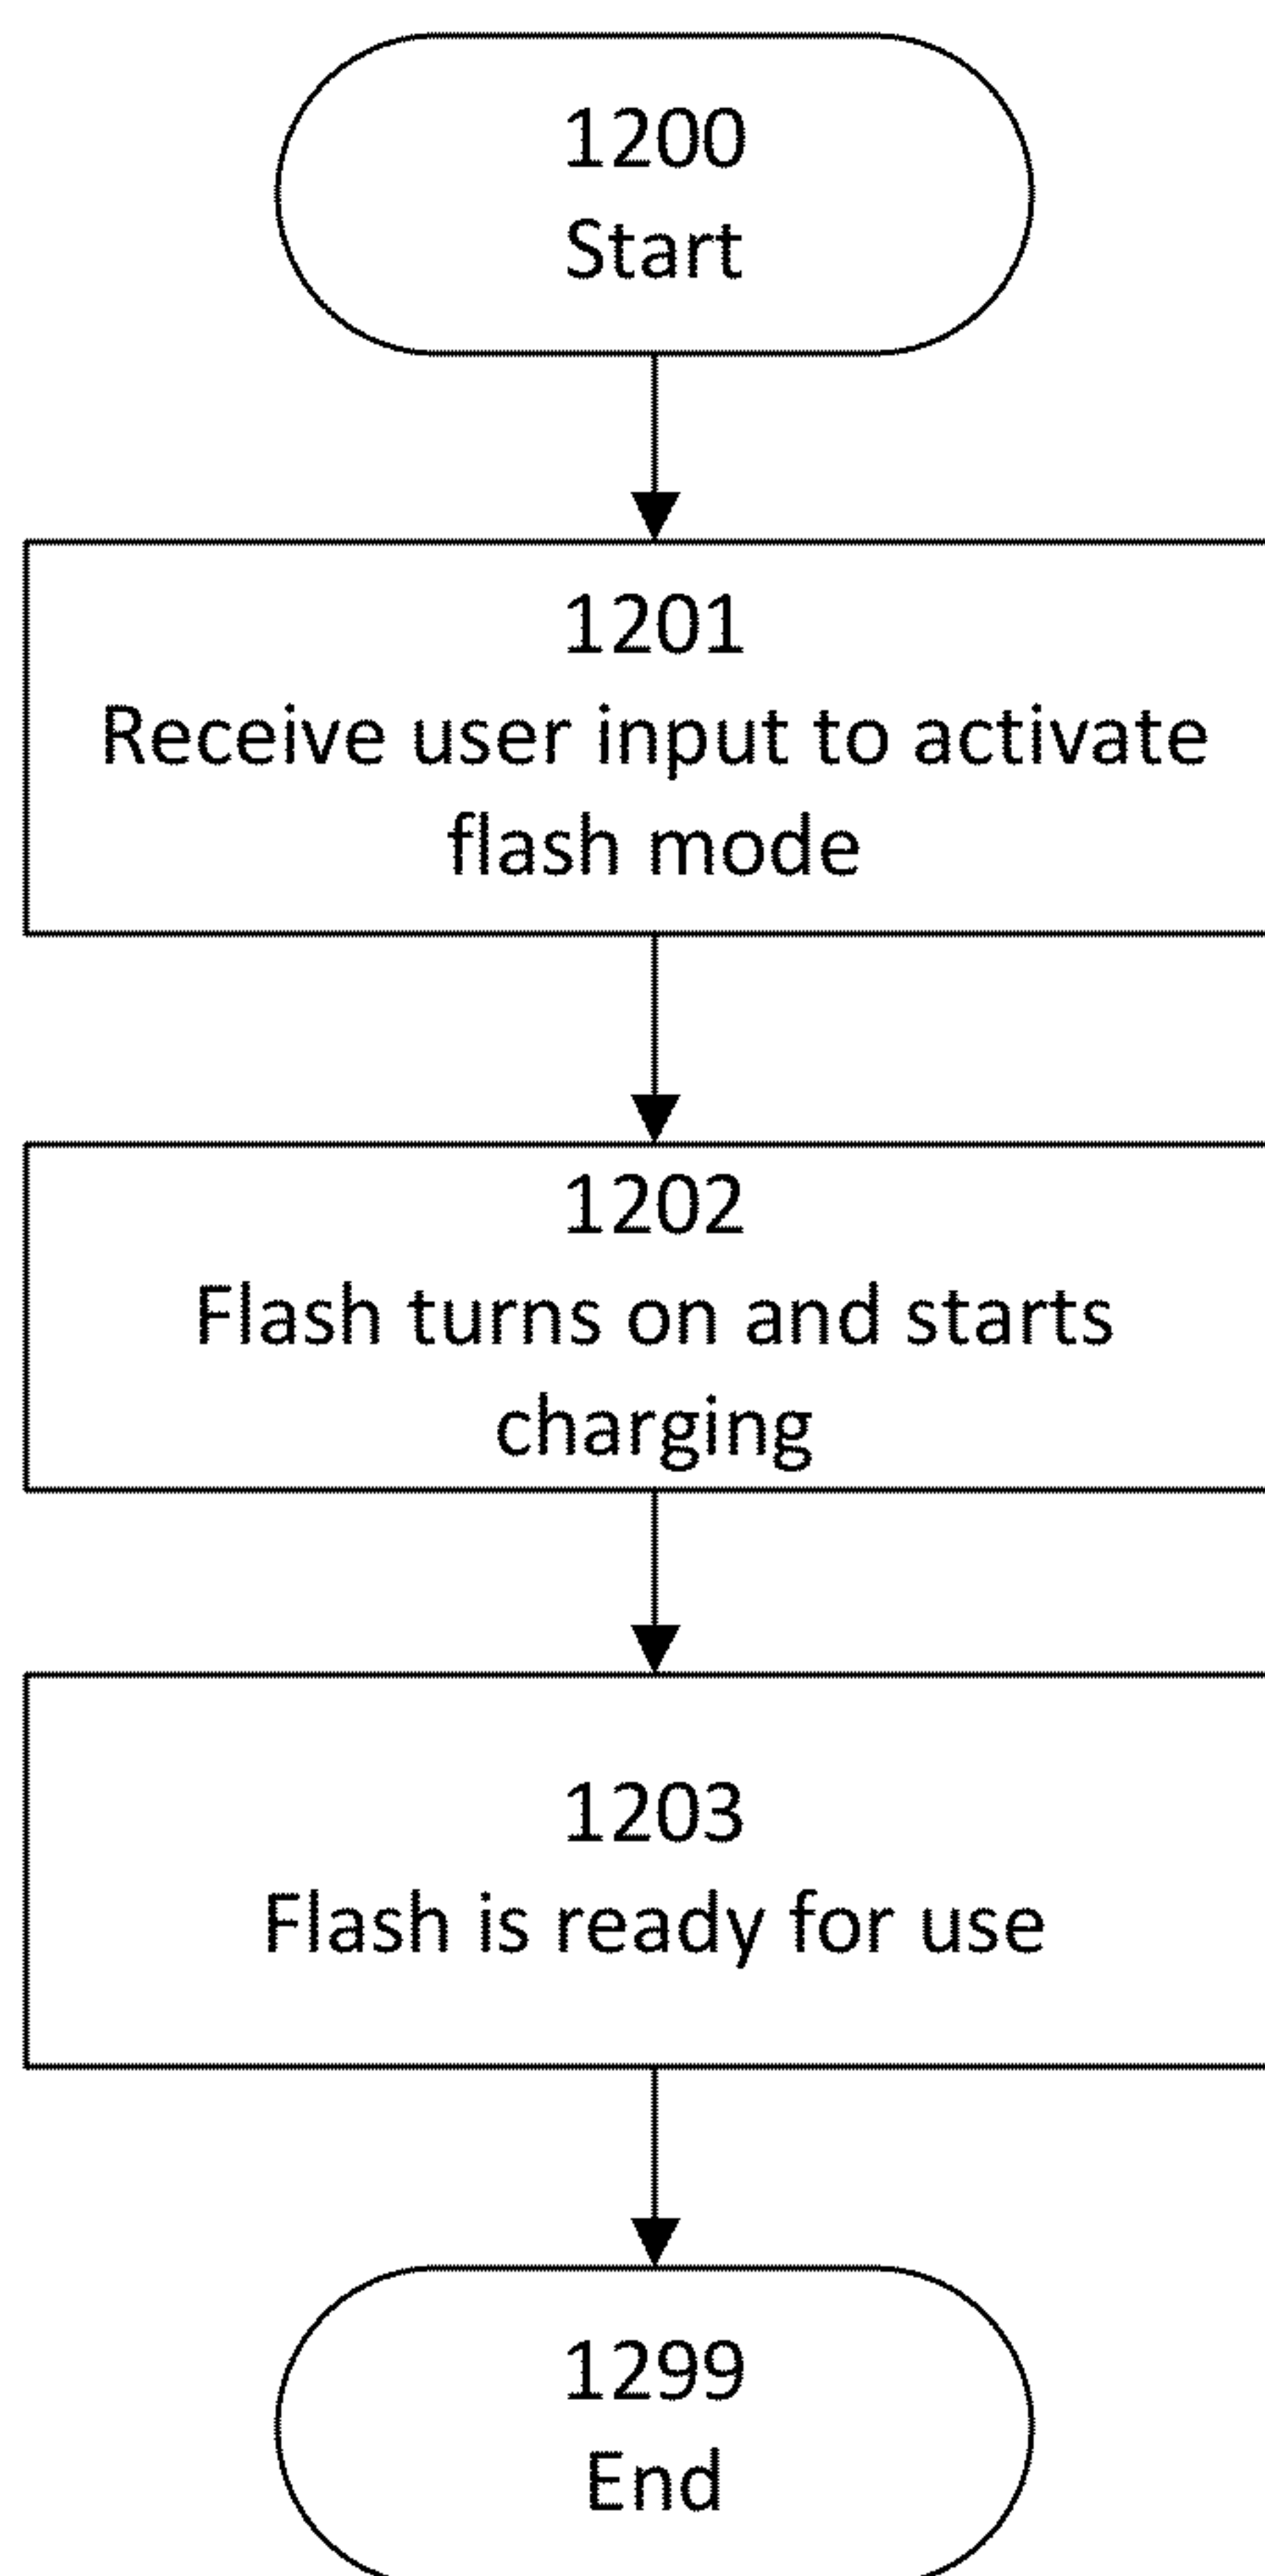 1200
Start
1201
Receive user input to activate
flash mode
1202
Flash turns on and starts
charging
1203
Flash is ready for use
1299
End